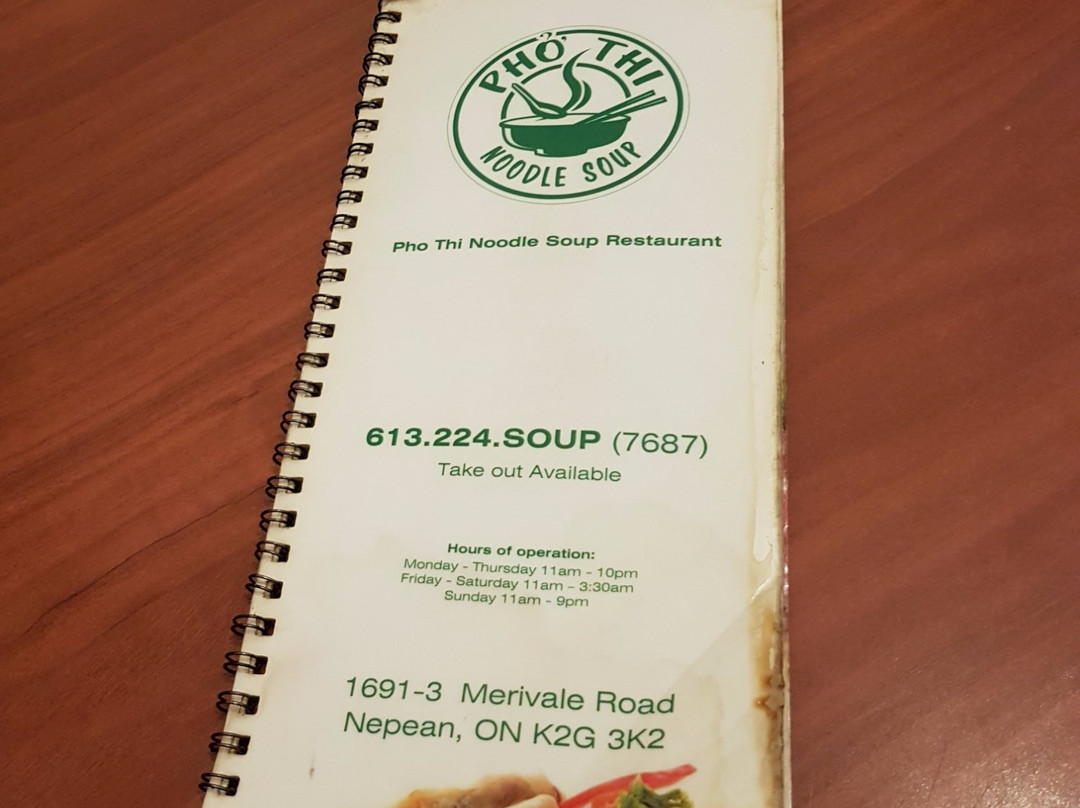 PHỞ THI
NOODLE SOUP
Pho Thi Noodle Soup Restaurant
613.224.SOUP (7687)
Take out Available
Hours of operation:
Monday - Thursday 11am - 10pm
Friday - Saturday 11am - 3:30am
Sunday 11am - 9pm
1691-3 Merivale Road
Nepean, ON K2G 3K2